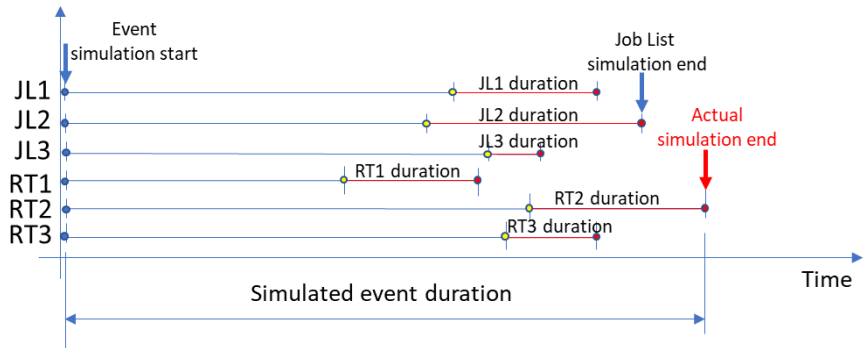 Event
simulation start
Job List
simulation end
JL1
JL1 duration
JL2
JL2 duration
Actual
simulation end
JL3
JL3 duration
RT1
RT1 duration
RT2
RT2 duration
RT3
RT3 duration
Time
Simulated event duration